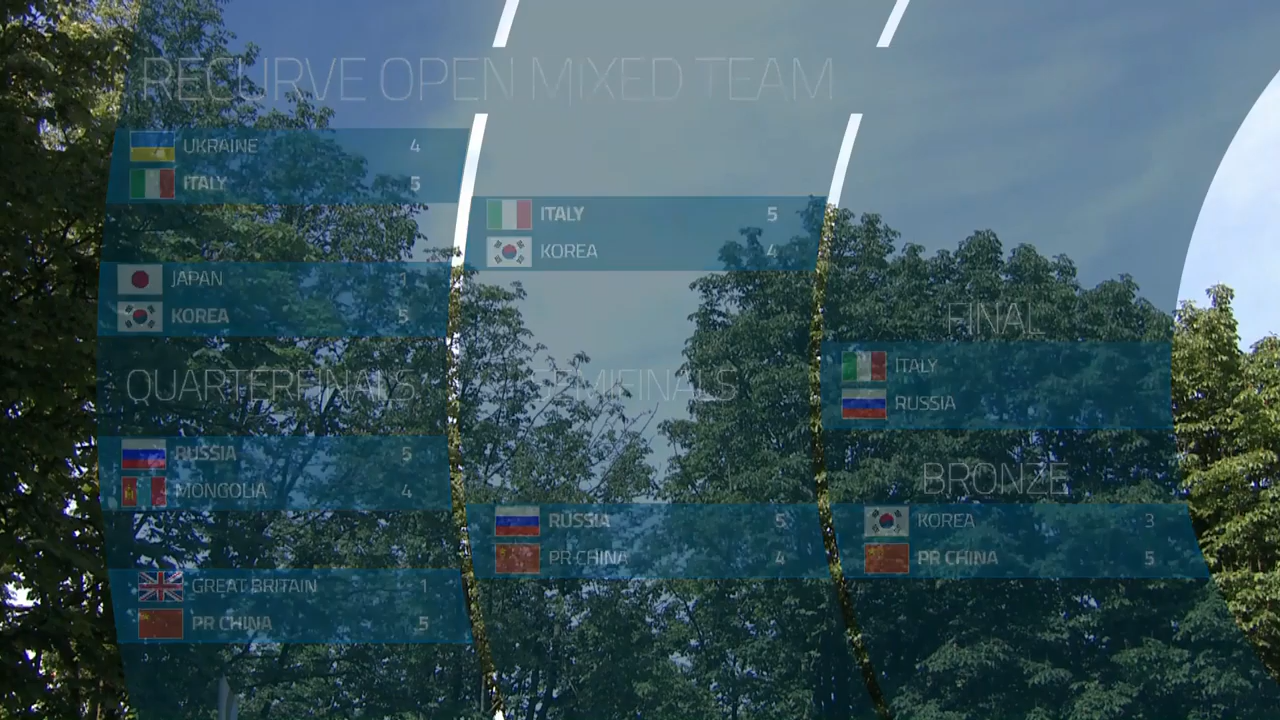 RECURVE OPEN MIXED TEAM
UKRAINE 4
ITALY 5
JAPAN 1
KOREA 5
QUARTERFINALS
RUSSIA 5
MONGOLIA 4
GREAT BRITAIN 1
PR CHINA 5
ITALY 5
KOREA 4
SEMIFINALS
RUSSIA 5
PR CHINA 4
FINAL
ITALY
RUSSIA
BRONZE
KOREA 3
PR CHINA 5